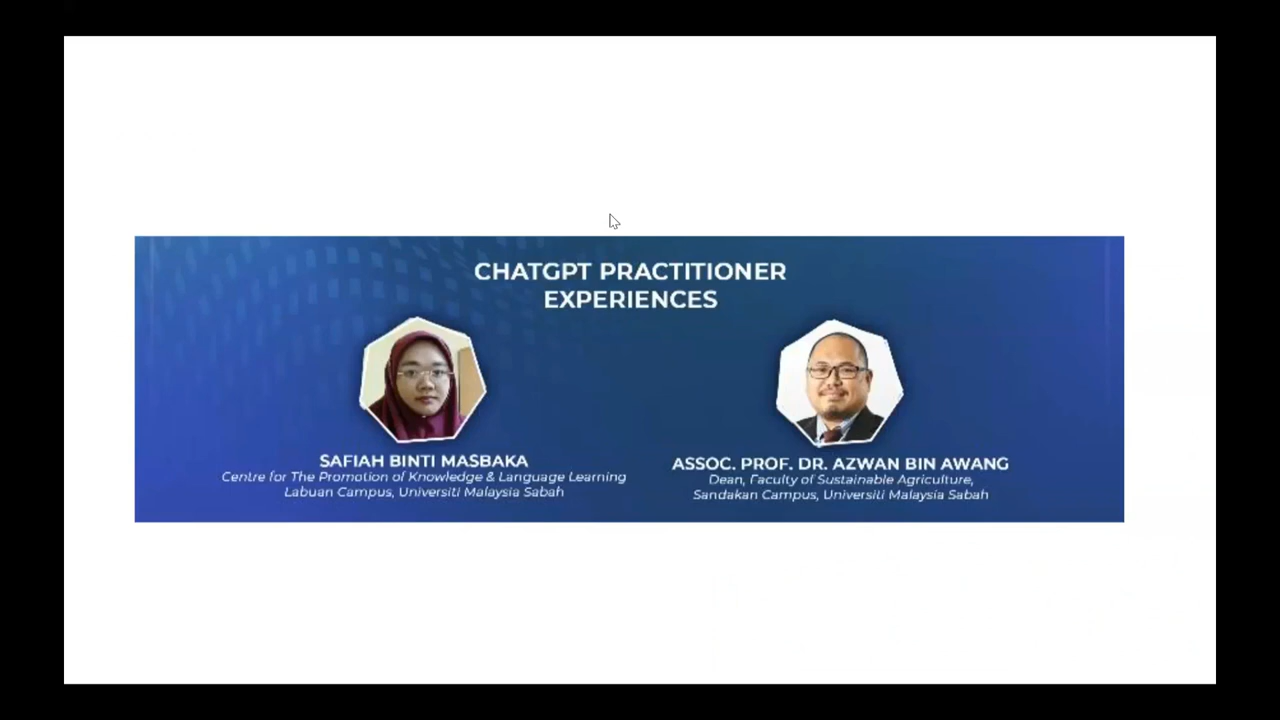 CHATGPT PRACTITIONER
EXPERIENCES
SAFIAH BINTI MASBAKA
Centre for The Promotion of Knowledge & Language Learning
Labuan Campus, Universiti Malaysia Sabah
ASSOC. PROF. DR. AZWAN BIN AWANG
Dean, Faculty of Sustainable Agriculture,
Sandakan Campus, Universiti Malaysia Sabah